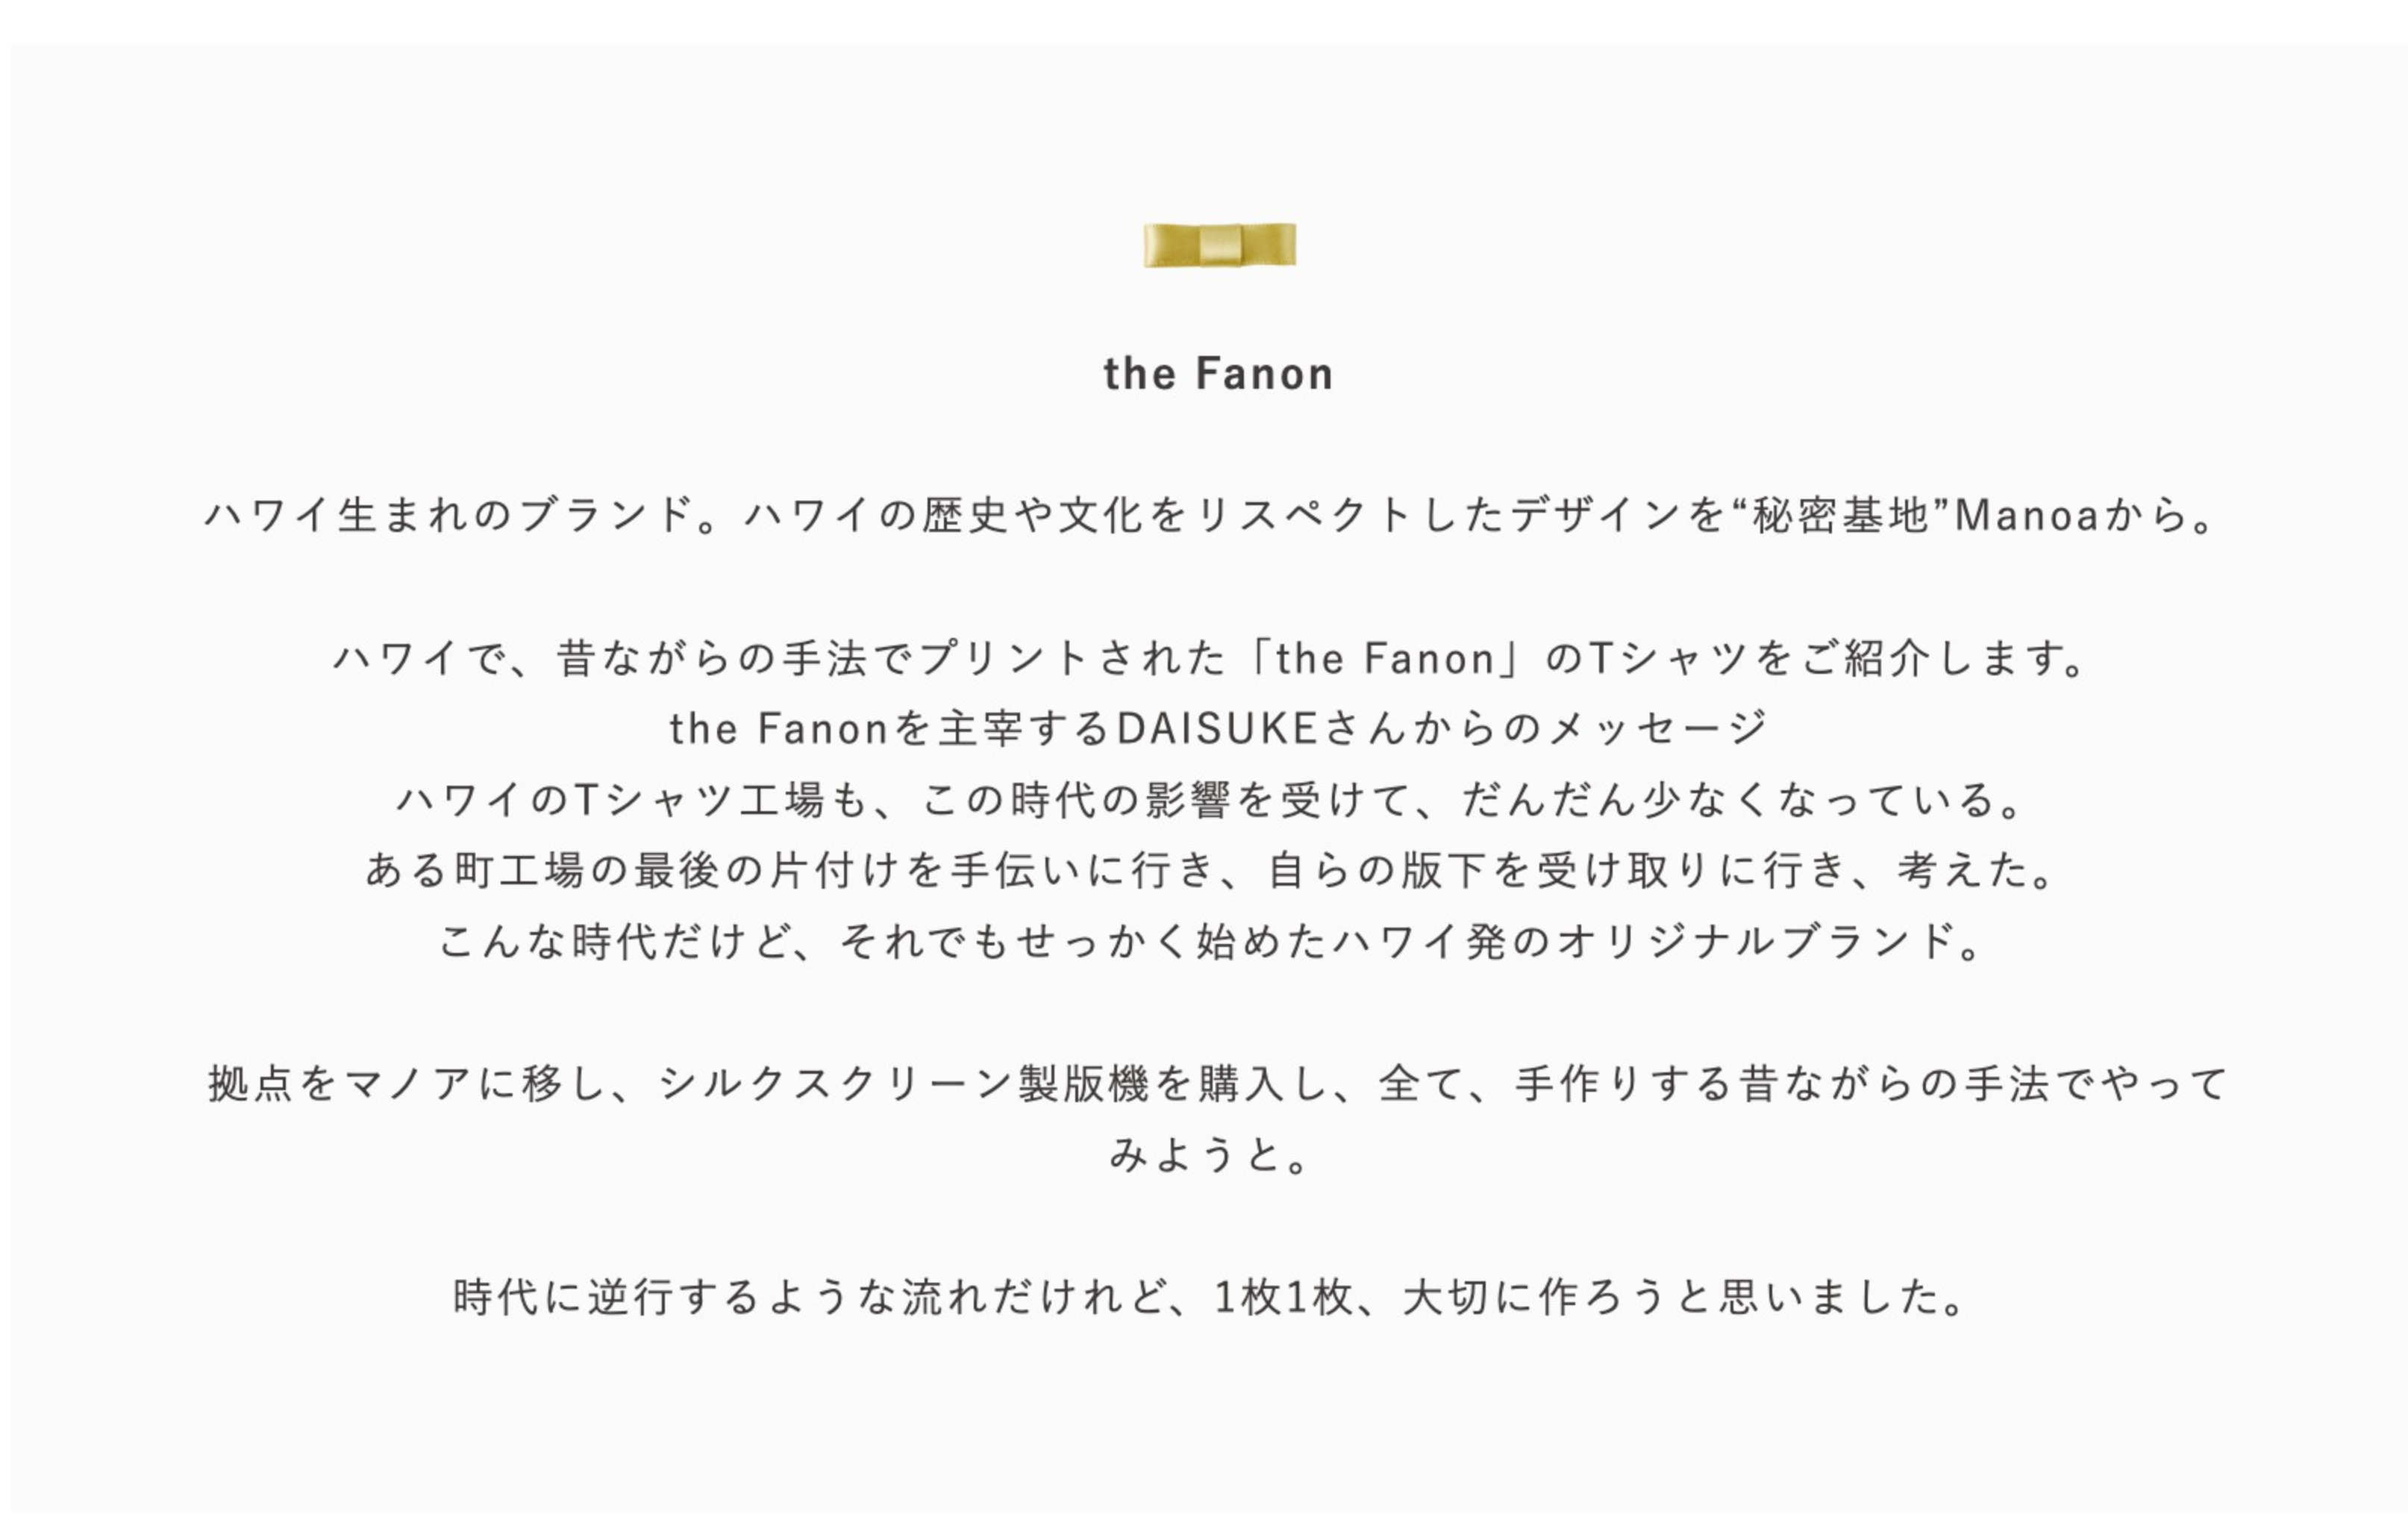 the Fanon
ハワイ生まれのブランド。ハワイの歴史や文化をリスペクトしたデザインを“秘密基地”Manoaから。
ハワイで、昔ながらの手法でプリントされた「the Fanon」のTシャツをご紹介します。
the Fanonを主宰するDAISUKEさんからのメッセージ
ハワイのTシャツ工場も、この時代の影響を受けて、だんだん少なくなっている。
ある町工場の最後の片付けを手伝いに行き、自らの版下を受け取りに行き、考えた。
こんな時代だけど、それでもせっかく始めたハワイ発のオリジナルブランド。
拠点をマノアに移し、シルクスクリーン製版機を購入し、全て、手作りする昔ながらの手法でやって
みようと。
時代に逆行するような流れだけれど、1枚1枚、大切に作ろうと思いました。